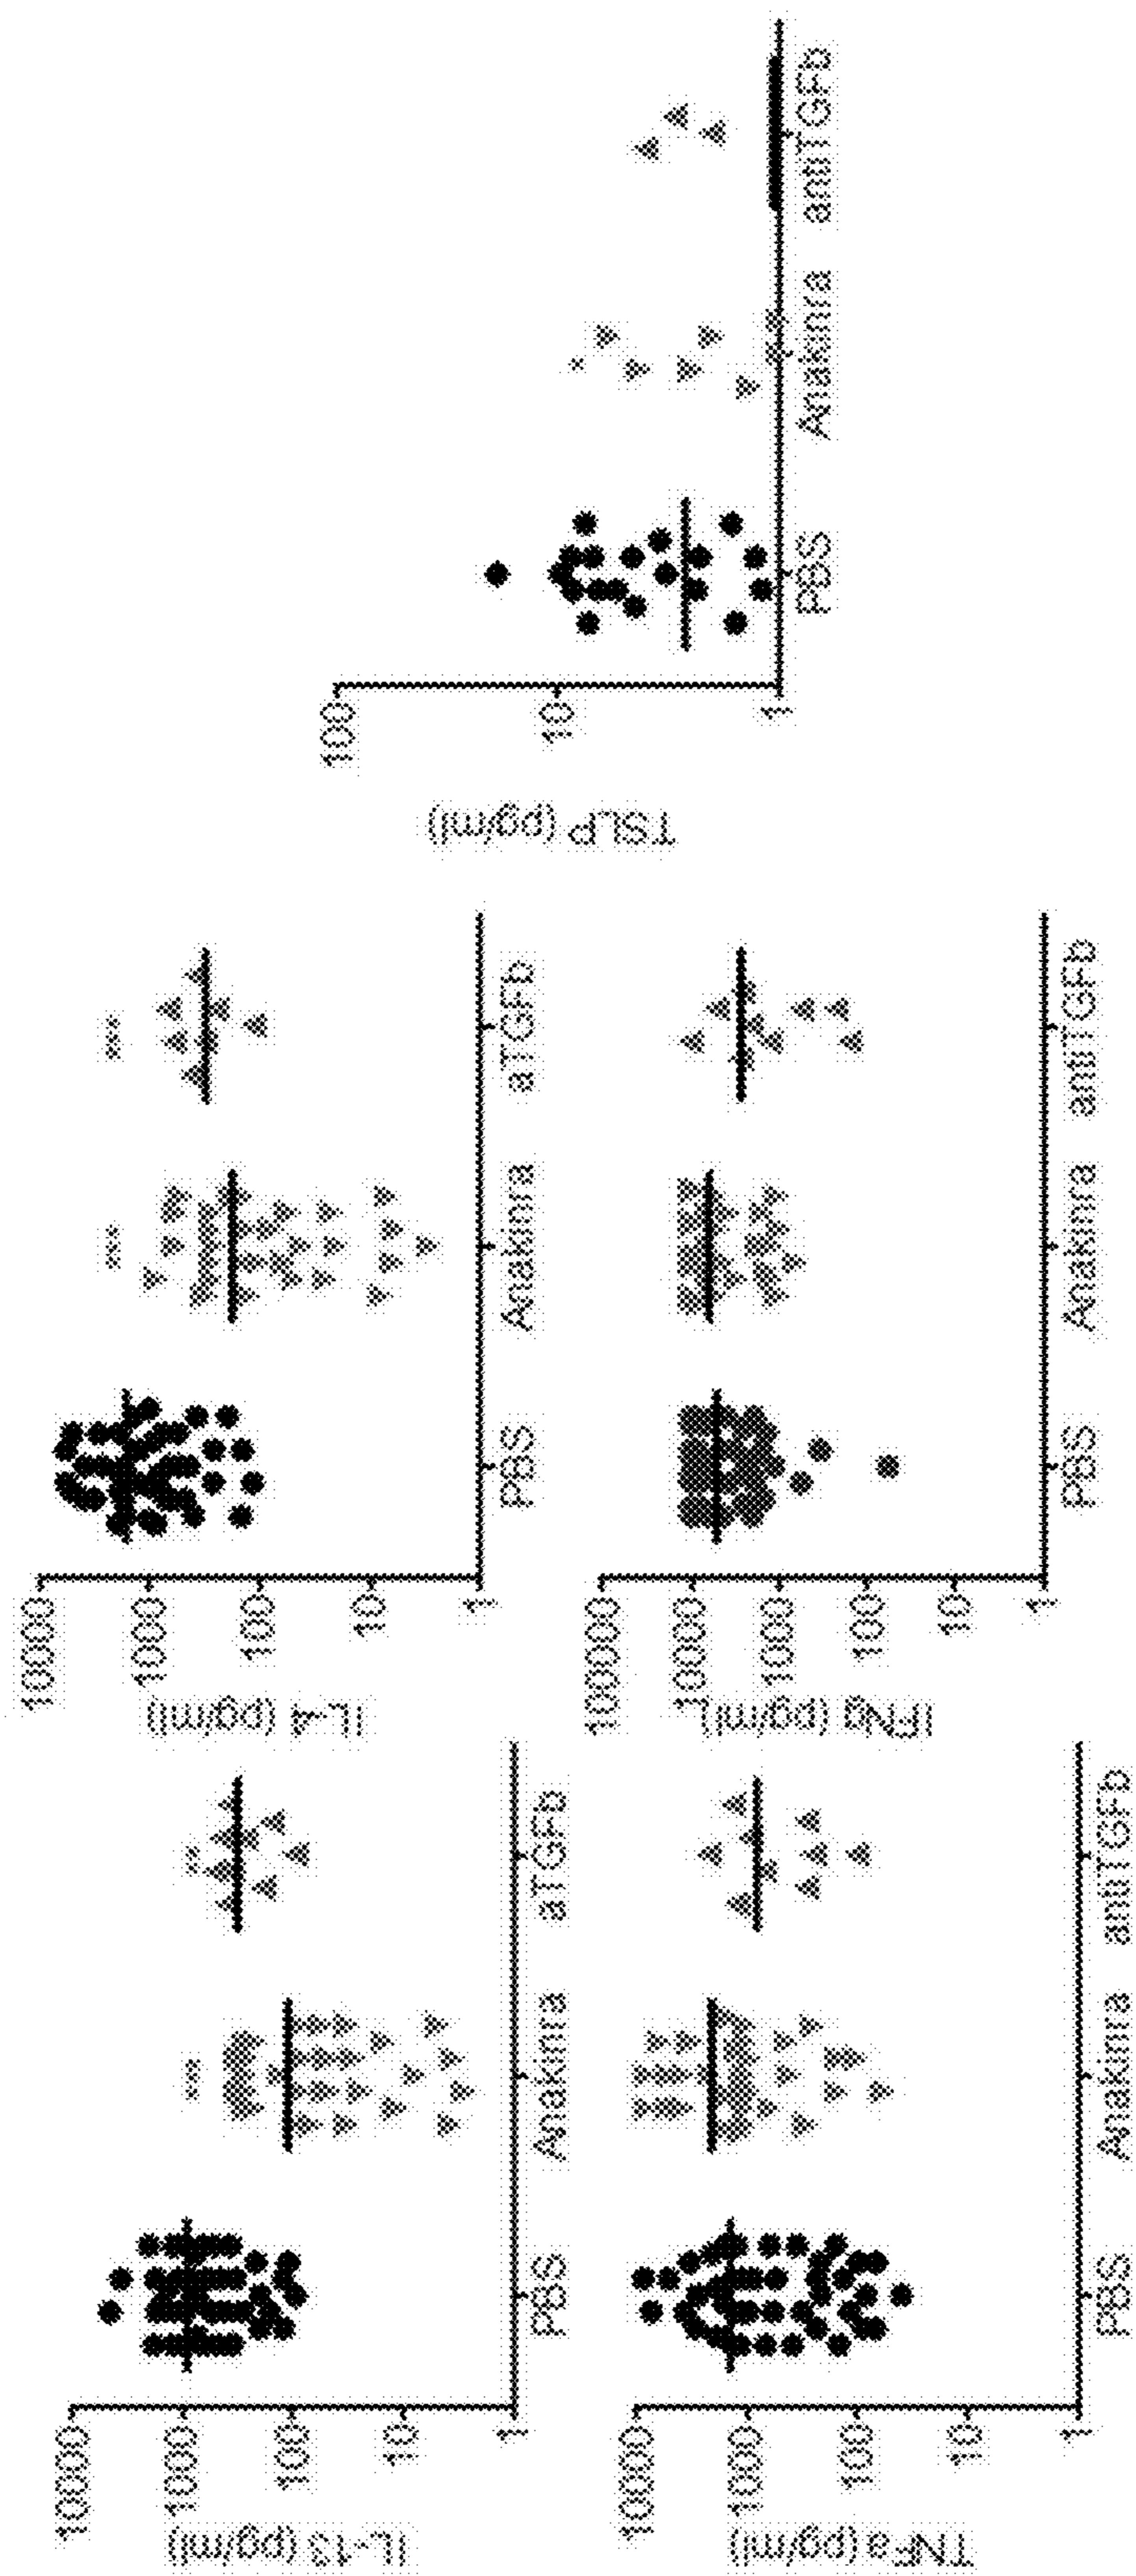 IL-13 (pg/ml)
10000
1000
100
10
1
PBS
Anakinra
aTGFb
**
***
IL-4 (pg/ml)
10000
1000
100
10
1
PBS
Anakinra
aTGFb
TNFa (pg/ml)
10000
1000
100
10
1
PBS
Anakinra
antiTGFb
IFNg (pg/ml)
100000
10000
1000
100
10
1
PBS
Anakinra
antiTGFb
TSLP (pg/ml)
100
10
1
PBS
Anakinra
antiTGFb
*